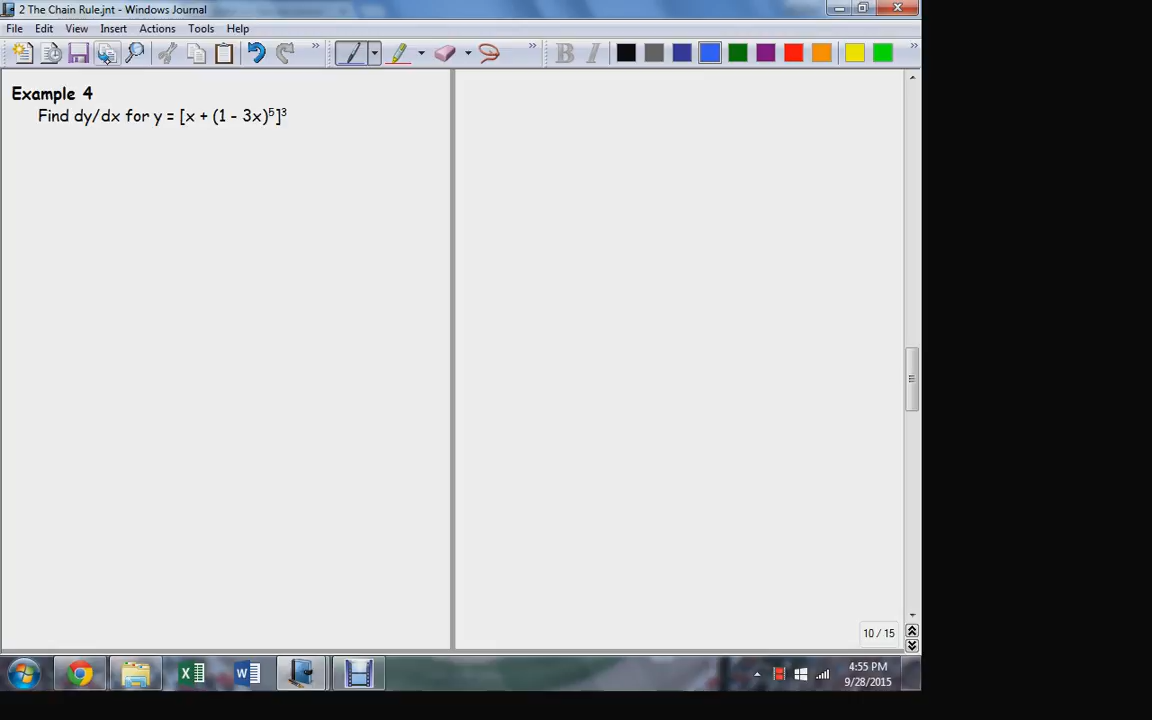 2 The Chain Rule.jnt - Windows Journal
File Edit View Insert Actions Tools Help
B I
Example 4
Find dy/dx for y = [x + (1 - 3x)⁵]³
10 / 15
4:55 PM
9/28/2015